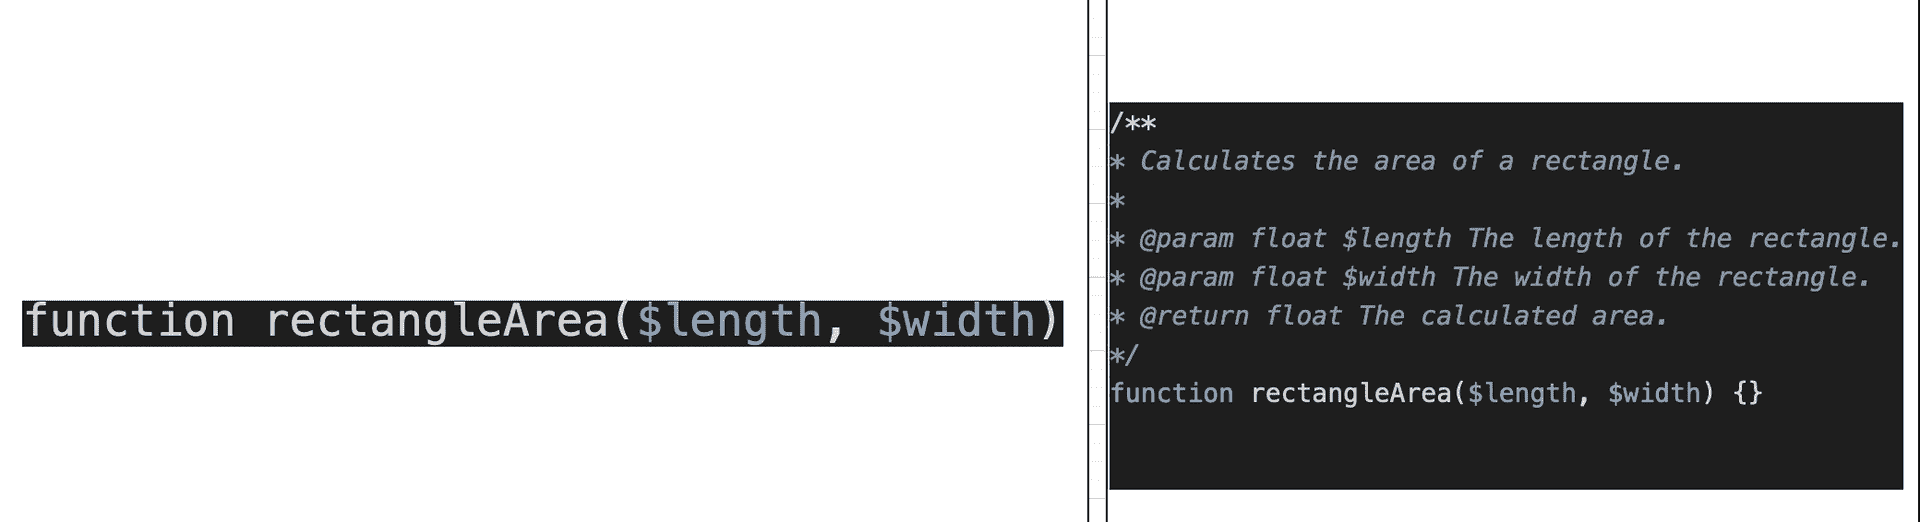 function rectangleArea($length, $width)
/**
* Calculates the area of a rectangle.
*
* @param float $length The length of the rectangle.
* @param float $width The width of the rectangle.
* @return float The calculated area.
*/
function rectangleArea($length, $width) {}